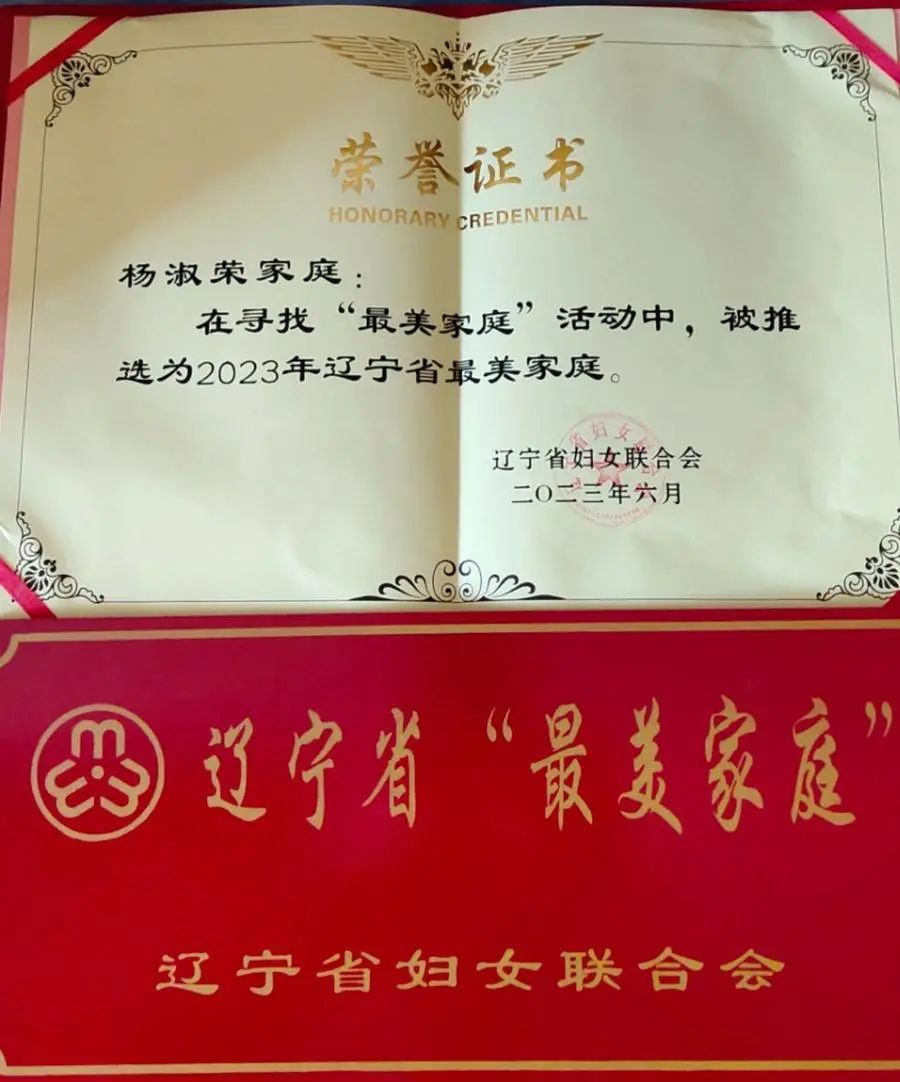 荣誉证书
HONORARY CREDENTIAL
杨淑荣家庭：
在寻找“最美家庭”活动中，被推
选为2023年辽宁省最美家庭。
辽宁省妇女联合会
二〇二三年六月
辽宁省“最美家庭”
辽宁省妇女联合会